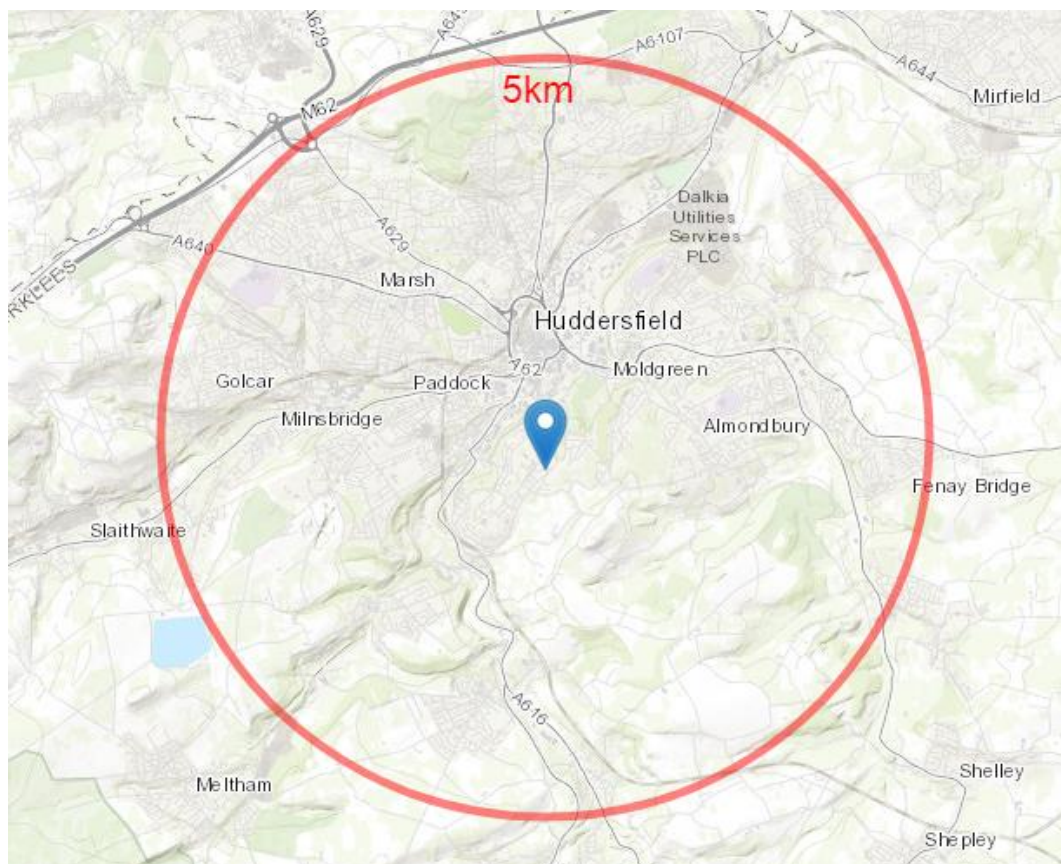 A629
A649
A6107
A644
5km
Mirfield
M62
Dalkia
Utilities
Services
PLC
A629
A640
Marsh
Huddersfield
A62
Moldgreen
Golcar
Paddock
Milnsbridge
Almondbury
Fenay Bridge
Slaithwaite
A616
Meltham
Shelley
Shepley